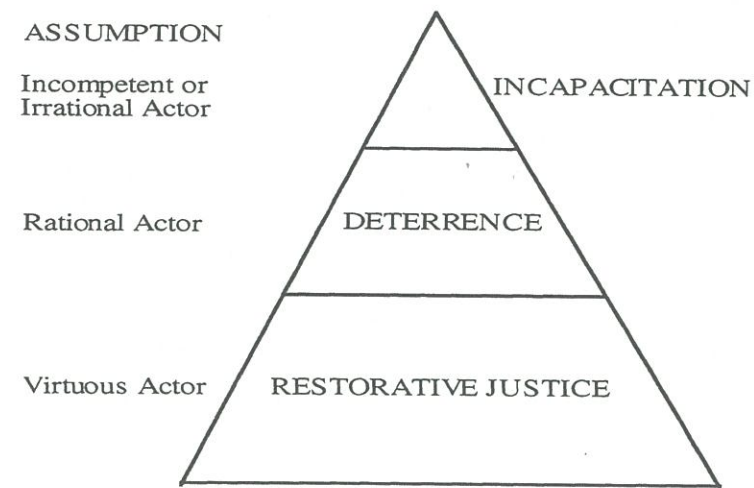 ASSUMPTION
Incompetent or
Irrational Actor
INCAPACITATION
Rational Actor
DETERRENCE
Virtuous Actor
RESTORATIVE JUSTICE